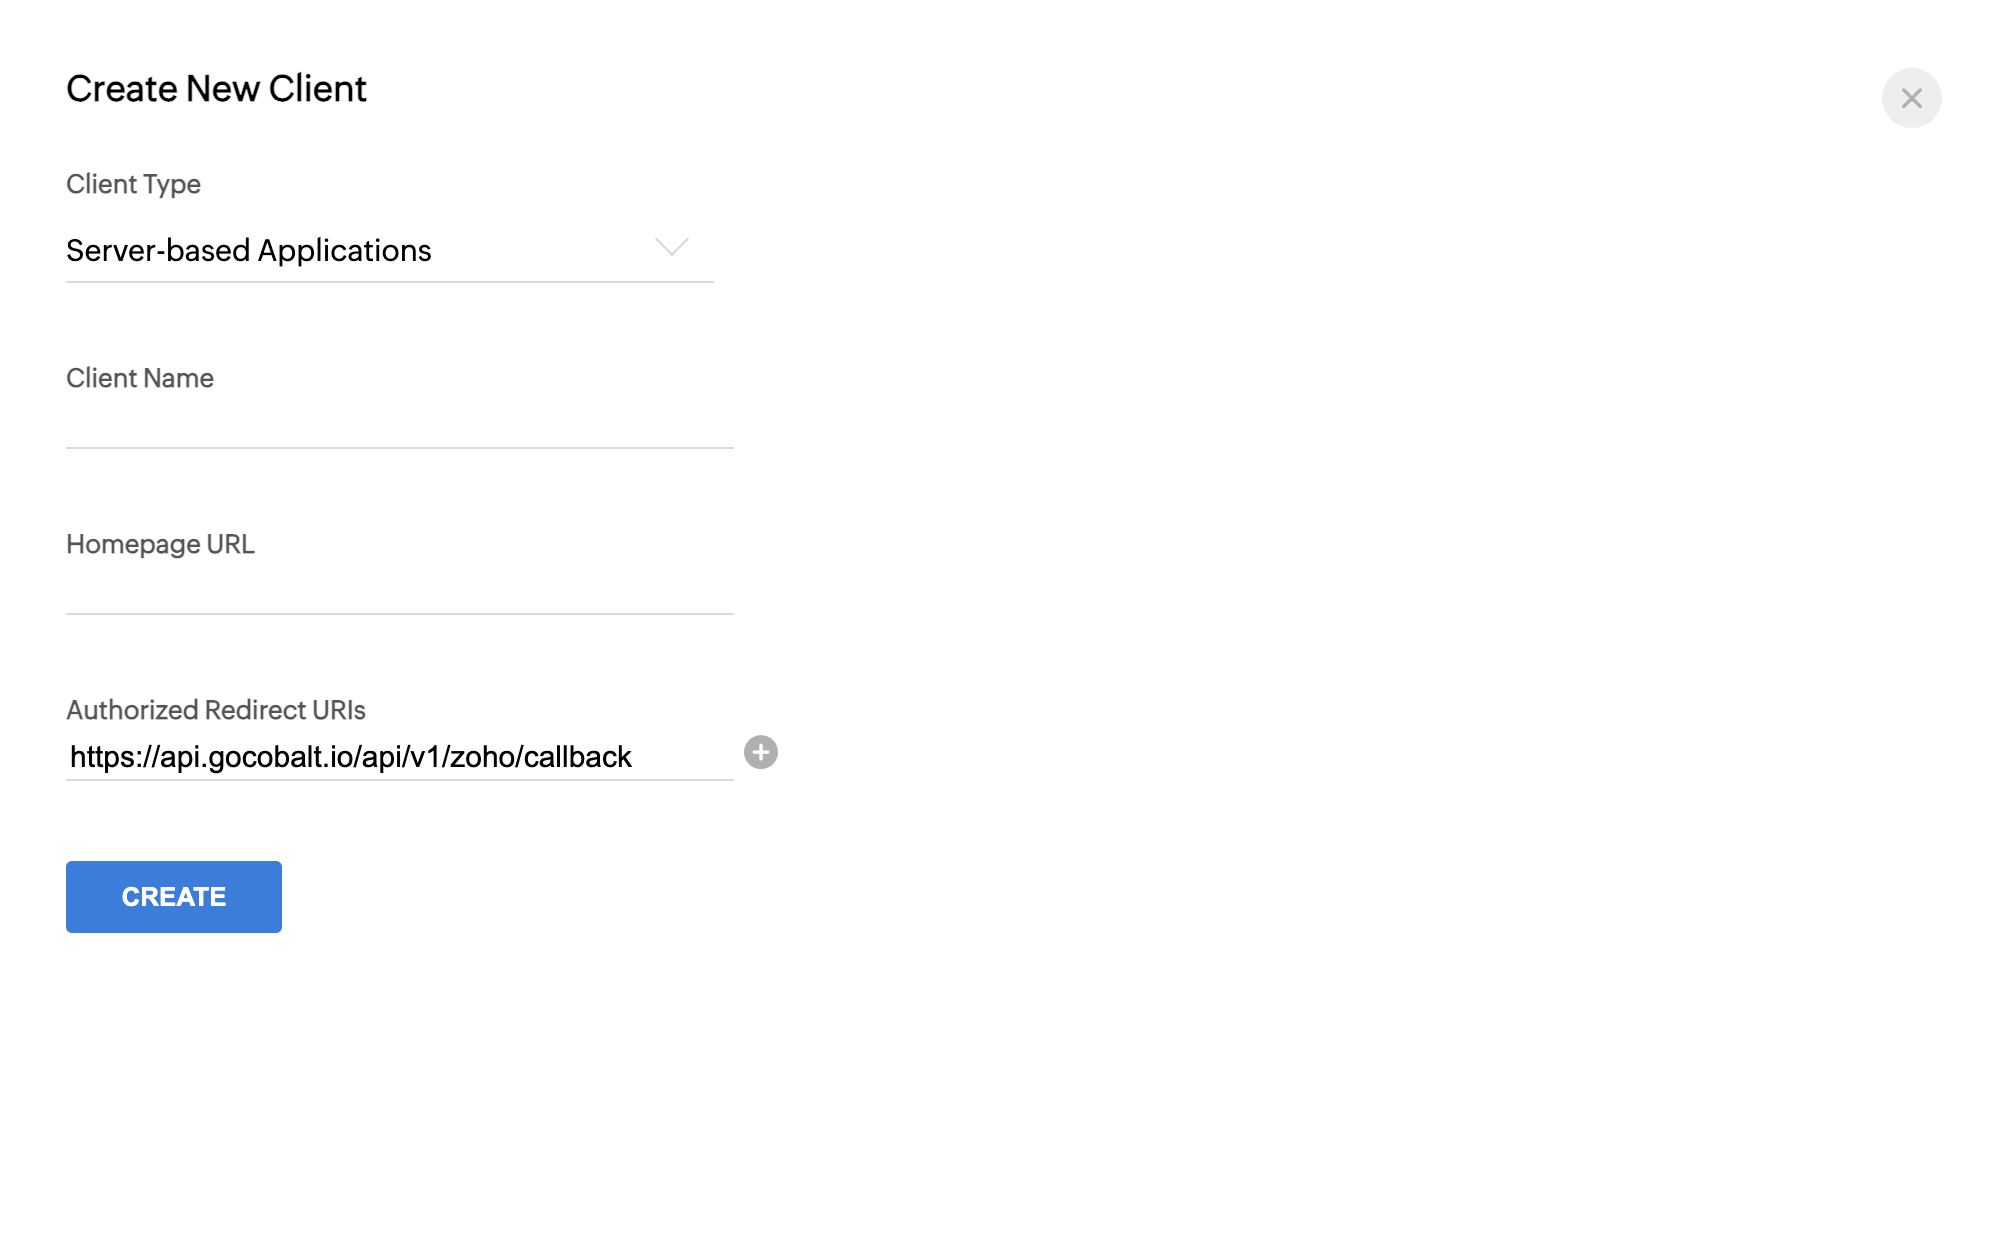 Create New Client
Client Type
Server-based Applications
Client Name
Homepage URL
Authorized Redirect URIs
https://api.gocobalt.io/api/v1/zoho/callback
CREATE